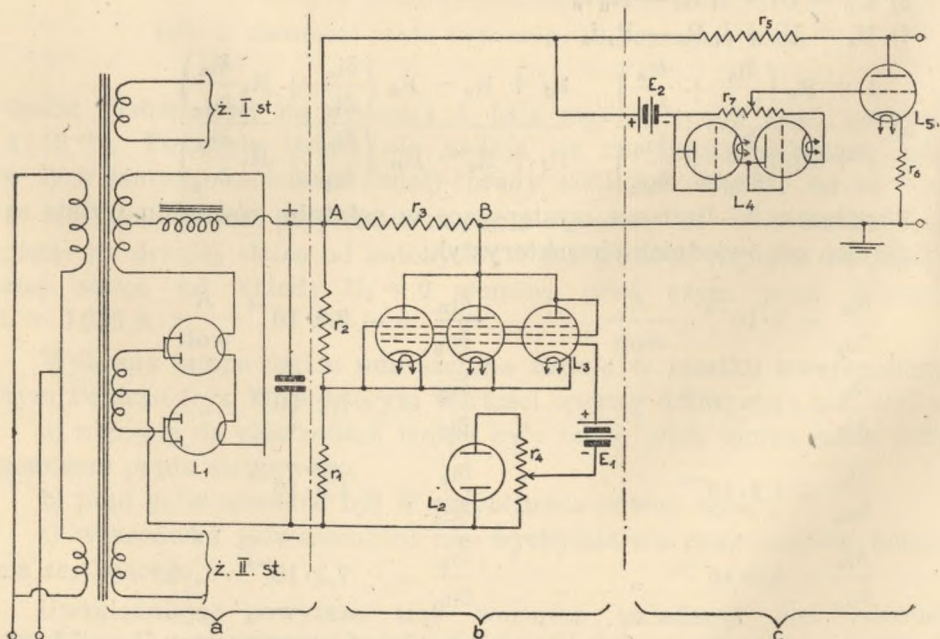 r₅
E₂
+ -
r₇
L₅.
ż. I st.
L₄
r₆
+
A
r₃
B
r₂
L₃
+
E₁
-
L₁
r₁
L₂
r₄
ż. II st.
a
b
c